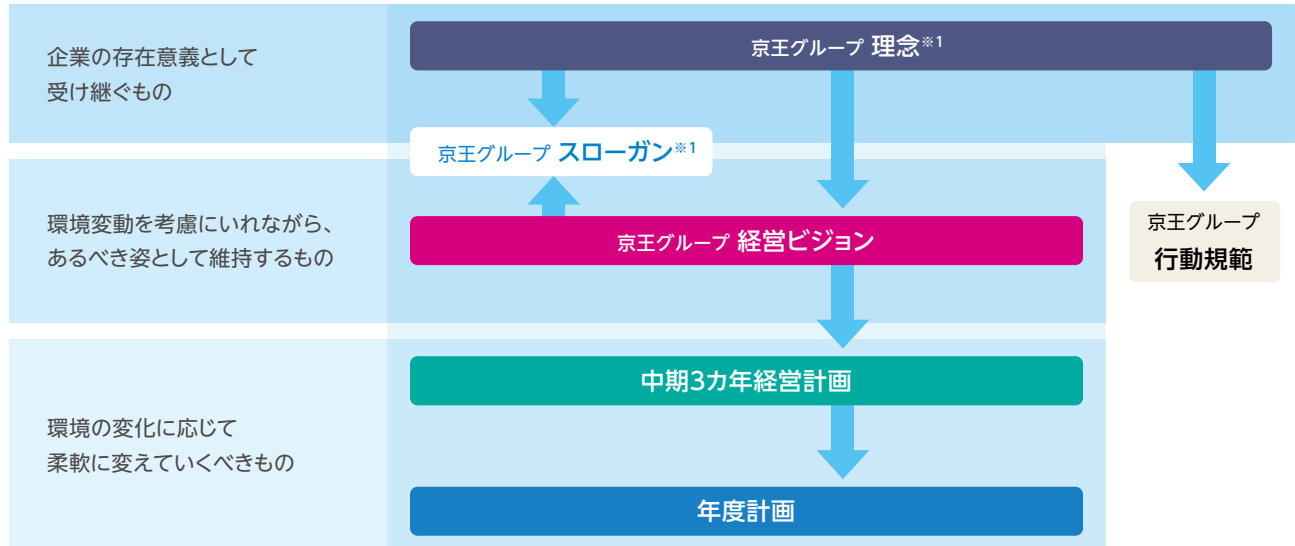 企業の存在意義として
受け継ぐもの
京王グループ 理念※1
京王グループ スローガン※1
環境変動を考慮にいれながら、
あるべき姿として維持するもの
京王グループ 経営ビジョン
京王グループ
行動規範
環境の変化に応じて
柔軟に変えていくべきもの
中期3カ年経営計画
年度計画